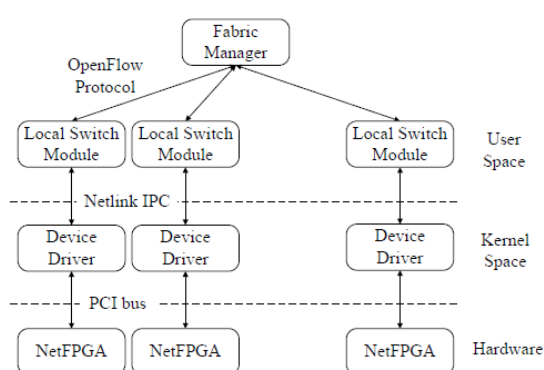 Fabric
Manager
OpenFlow
Protocol
Local Switch
Module
Local Switch
Module
Local Switch
Module
User
Space
Netlink IPC
Device
Driver
Device
Driver
Device
Driver
Kernel
Space
PCI bus
NetFPGA
NetFPGA
NetFPGA
Hardware